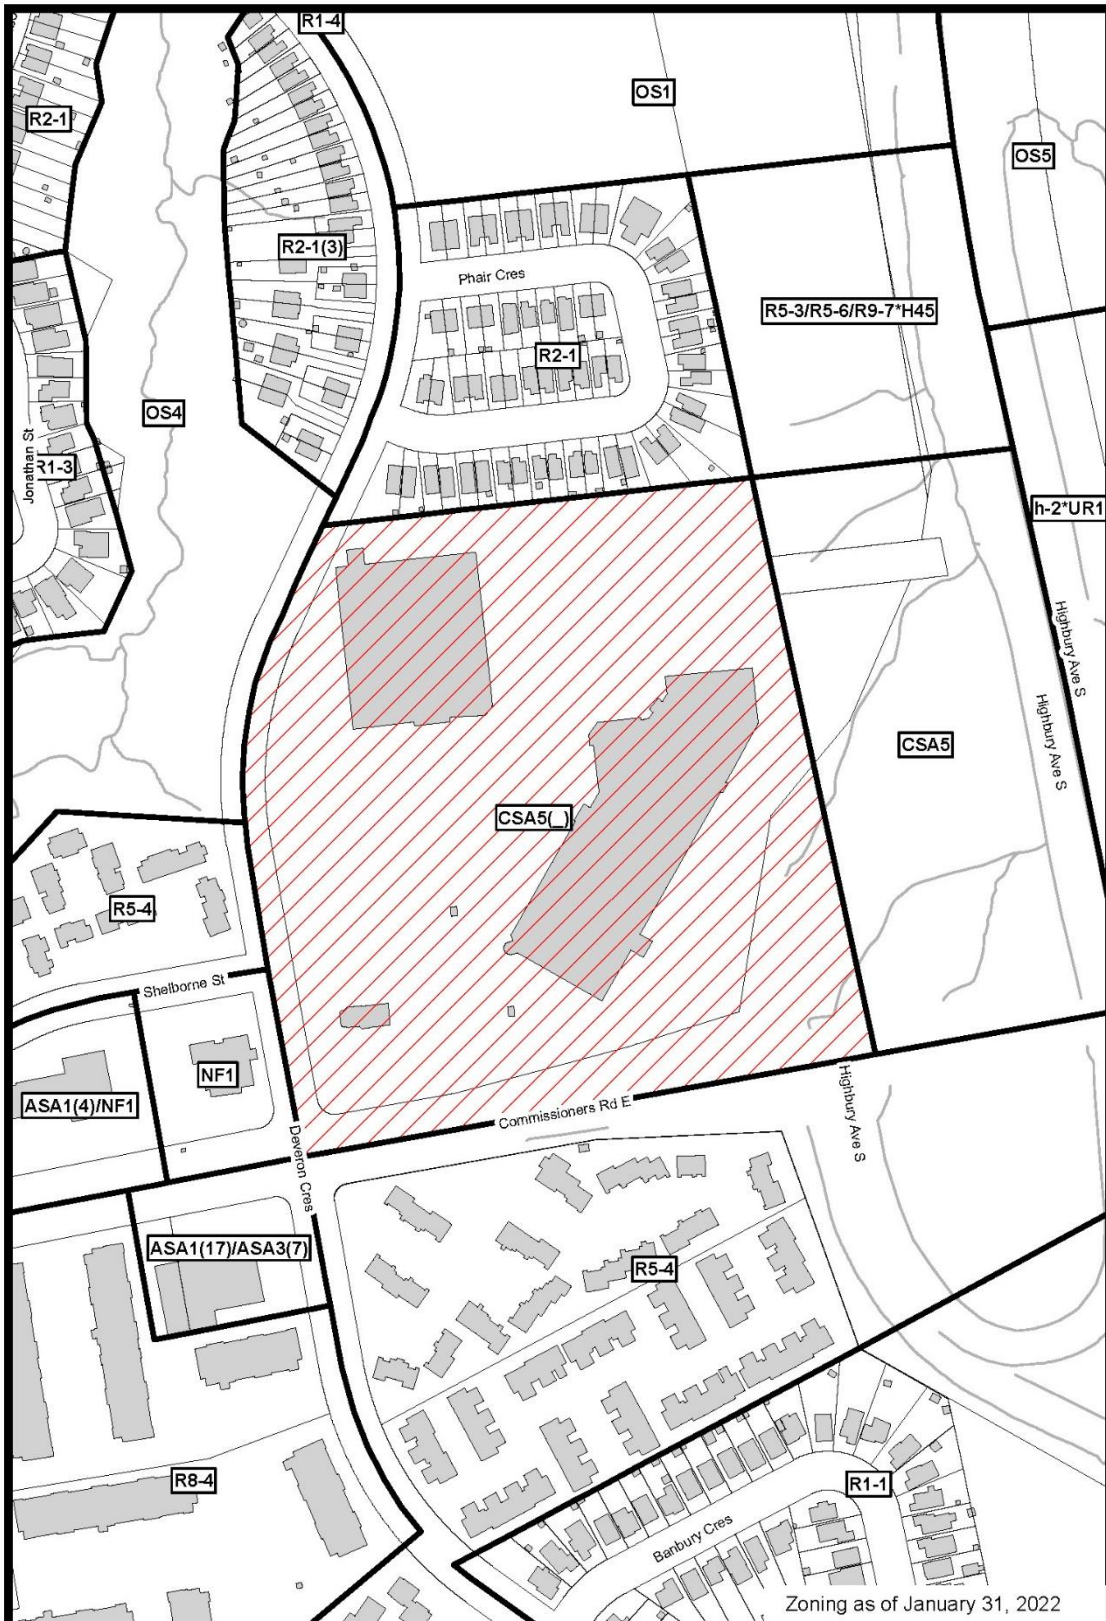 R1-4
OS1
R2-1
OS5
R2-1(3)
Phair Cres
R5-3/R5-6/R9-7*H45
R2-1
OS4
Jonathan St
R1-3
h-2*UR1
Highbury Ave S
Highbury Ave S
CSA5
CSA5(_)
R5-4
Shelborne St
NF1
ASA1(4)/NF1
Commissioners Rd E
Highbury Ave S
Deveron Cres
ASA1(17)/ASA3(7)
R5-4
R8-4
R1-1
Banbury Cres
Zoning as of January 31, 2022